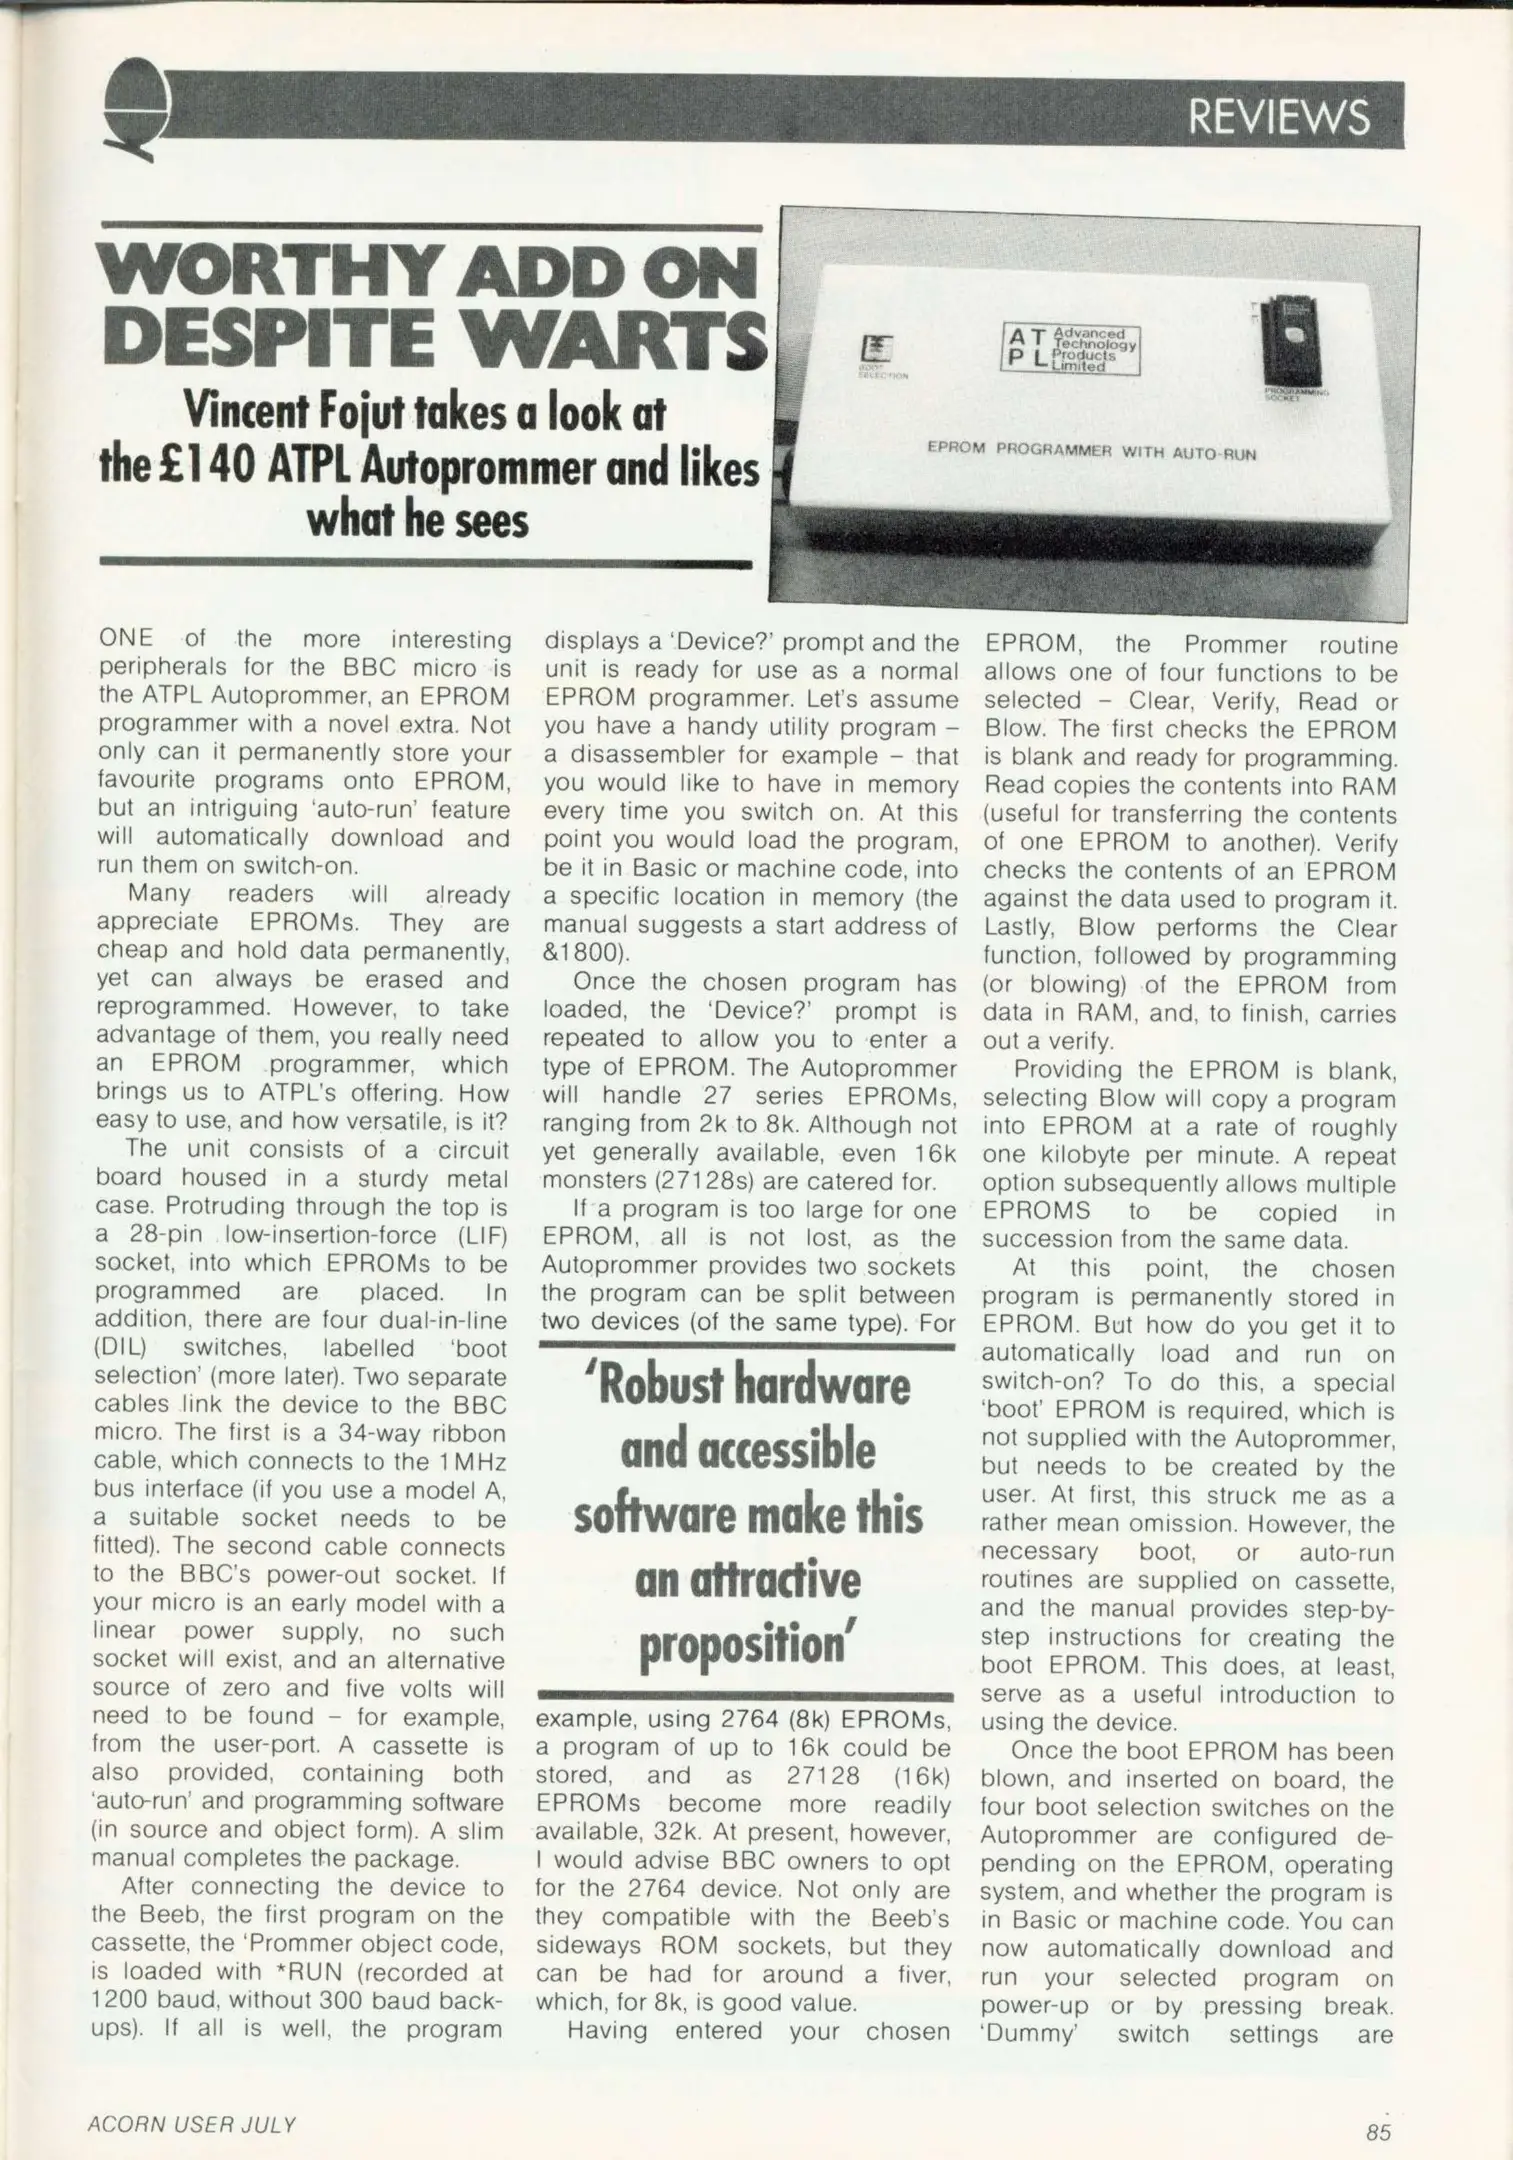 REVIEWS
WORTHY ADD ON
DESPITE WARTS
Vincent Fojut takes a look at
the £140 ATPL Autoprommer and likes
what he sees
BOOT
SELECTION
A T Advanced
Technology
P L Products
Limited
PROGRAMMING
SOCKET
EPROM PROGRAMMER WITH AUTO-RUN
ONE of the more interesting
peripherals for the BBC micro is
the ATPL Autoprommer, an EPROM
programmer with a novel extra. Not
only can it permanently store your
favourite programs onto EPROM,
but an intriguing ‘auto-run’ feature
will automatically download and
run them on switch-on.
Many readers will already
appreciate EPROMs. They are
cheap and hold data permanently,
yet can always be erased and
reprogrammed. However, to take
advantage of them, you really need
an EPROM programmer, which
brings us to ATPL’s offering. How
easy to use, and how versatile, is it?
The unit consists of a circuit
board housed in a sturdy metal
case. Protruding through the top is
a 28-pin low-insertion-force (LIF)
socket, into which EPROMs to be
programmed are placed. In
addition, there are four dual-in-line
(DIL) switches, labelled ‘boot
selection’ (more later). Two separate
cables link the device to the BBC
micro. The first is a 34-way ribbon
cable, which connects to the 1MHz
bus interface (if you use a model A,
a suitable socket needs to be
fitted). The second cable connects
to the BBC’s power-out socket. If
your micro is an early model with a
linear power supply, no such
socket will exist, and an alternative
source of zero and five volts will
need to be found – for example,
from the user-port. A cassette is
also provided, containing both
‘auto-run’ and programming software
(in source and object form). A slim
manual completes the package.
After connecting the device to
the Beeb, the first program on the
cassette, the ‘Prommer object code,
is loaded with *RUN (recorded at
1200 baud, without 300 baud back-
ups). If all is well, the program
displays a ‘Device?’ prompt and the
unit is ready for use as a normal
EPROM programmer. Let’s assume
you have a handy utility program –
a disassembler for example – that
you would like to have in memory
every time you switch on. At this
point you would load the program,
be it in Basic or machine code, into
a specific location in memory (the
manual suggests a start address of
&1800).
Once the chosen program has
loaded, the ‘Device?’ prompt is
repeated to allow you to enter a
type of EPROM. The Autoprommer
will handle 27 series EPROMs,
ranging from 2k to 8k. Although not
yet generally available, even 16k
monsters (27128s) are catered for.
If a program is too large for one
EPROM, all is not lost, as the
Autoprommer provides two sockets
the program can be split between
two devices (of the same type). For
‘Robust hardware
and accessible
software make this
an attractive
proposition’
example, using 2764 (8k) EPROMs,
a program of up to 16k could be
stored, and as 27128 (16k)
EPROMs become more readily
available, 32k. At present, however,
I would advise BBC owners to opt
for the 2764 device. Not only are
they compatible with the Beeb’s
sideways ROM sockets, but they
can be had for around a fiver,
which, for 8k, is good value.
Having entered your chosen
EPROM, the Prommer routine
allows one of four functions to be
selected – Clear, Verify, Read or
Blow. The first checks the EPROM
is blank and ready for programming.
Read copies the contents into RAM
(useful for transferring the contents
of one EPROM to another). Verify
checks the contents of an EPROM
against the data used to program it.
Lastly, Blow performs the Clear
function, followed by programming
(or blowing) of the EPROM from
data in RAM, and, to finish, carries
out a verify.
Providing the EPROM is blank,
selecting Blow will copy a program
into EPROM at a rate of roughly
one kilobyte per minute. A repeat
option subsequently allows multiple
EPROMS to be copied in
succession from the same data.
At this point, the chosen
program is permanently stored in
EPROM. But how do you get it to
automatically load and run on
switch-on? To do this, a special
‘boot’ EPROM is required, which is
not supplied with the Autoprommer,
but needs to be created by the
user. At first, this struck me as a
rather mean omission. However, the
necessary boot, or auto-run
routines are supplied on cassette,
and the manual provides step-by-
step instructions for creating the
boot EPROM. This does, at least,
serve as a useful introduction to
using the device.
Once the boot EPROM has been
blown, and inserted on board, the
four boot selection switches on the
Autoprommer are configured de-
pending on the EPROM, operating
system, and whether the program is
in Basic or machine code. You can
now automatically download and
run your selected program on
power-up or by pressing break.
‘Dummy’ switch settings are
ACORN USER JULY
85